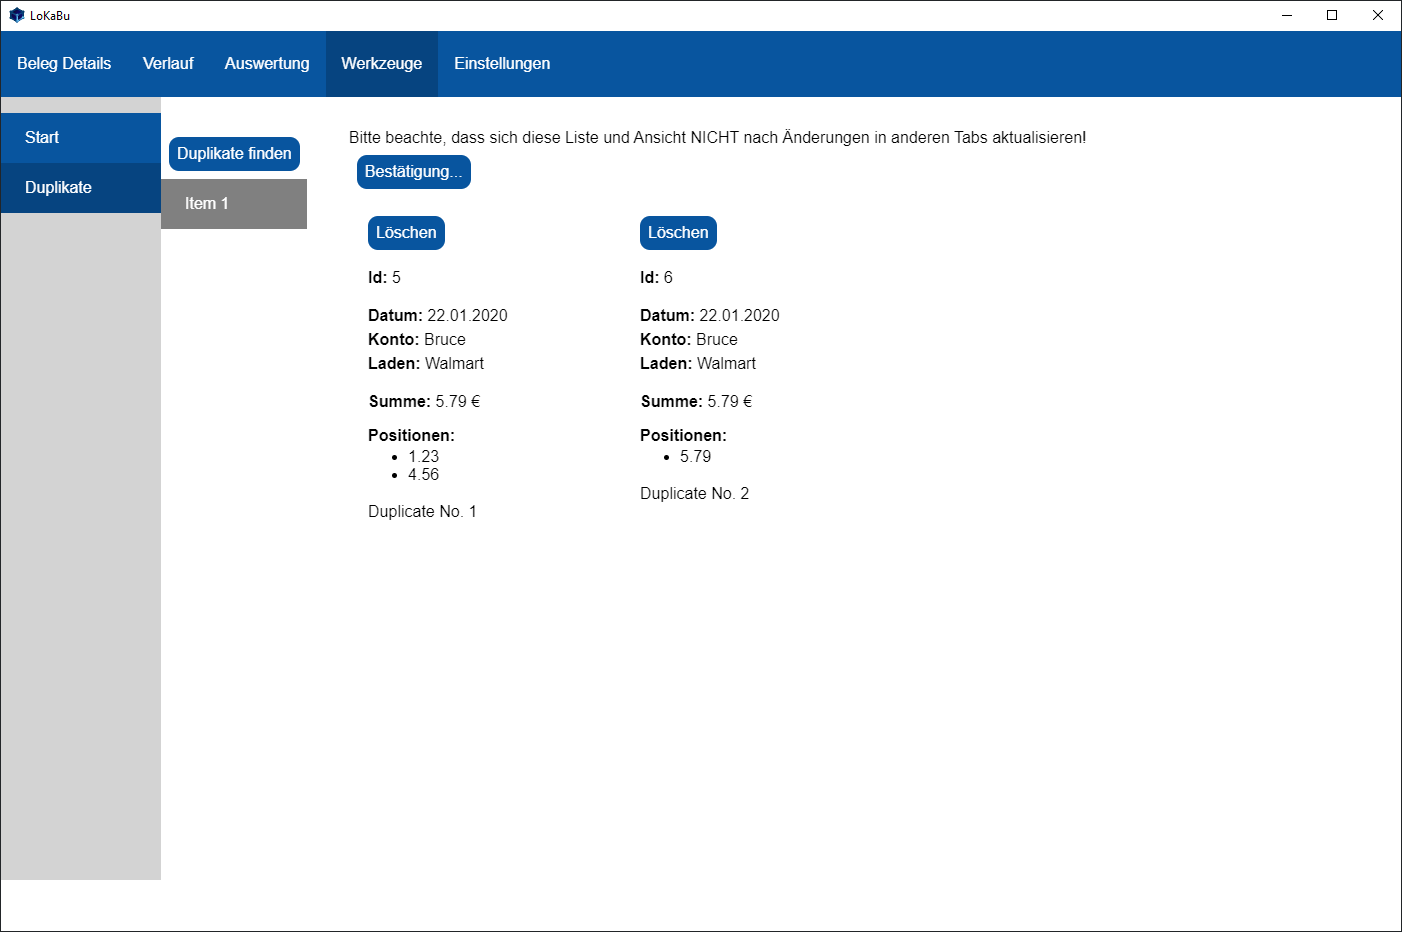 LoKaBu
Beleg Details
Verlauf
Auswertung
Werkzeuge
Einstellungen
Start
Duplikate
Duplikate finden
Item 1
Bitte beachte, dass sich diese Liste und Ansicht NICHT nach Änderungen in anderen Tabs aktualisieren!
Bestätigung...
Löschen
Id: 5
Datum: 22.01.2020
Konto: Bruce
Laden: Walmart
Summe: 5.79 €
Positionen:
• 1.23
• 4.56
Duplicate No. 1
Löschen
Id: 6
Datum: 22.01.2020
Konto: Bruce
Laden: Walmart
Summe: 5.79 €
Positionen:
• 5.79
Duplicate No. 2